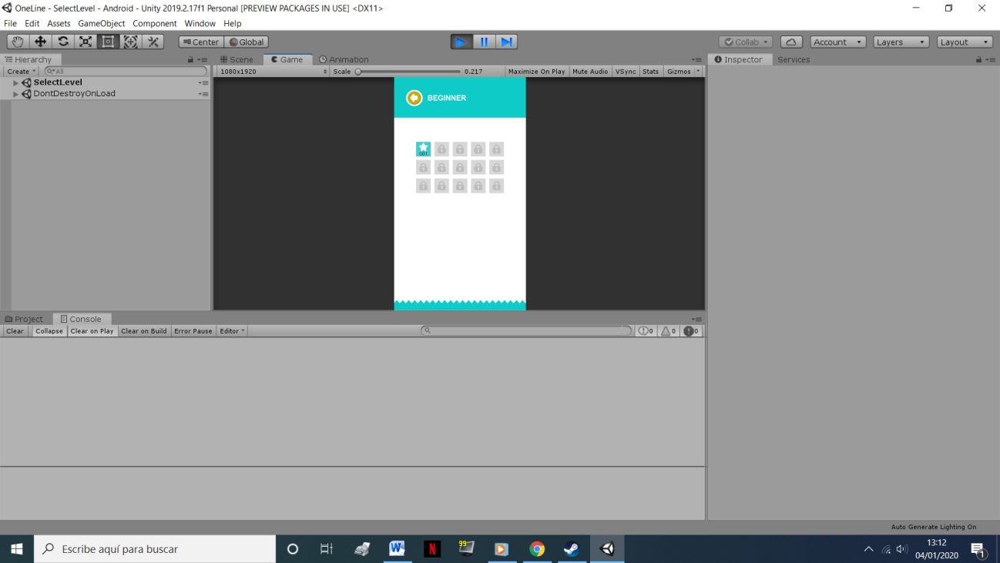 OneLine - SelectLevel - Android - Unity 2019.2.17f1 Personal [PREVIEW PACKAGES IN USE] <DX11>
File Edit Assets GameObject Component Window Help
Center Global Collab Account Layers Layout
Hierarchy Scene Game Animation Inspector Services
Create All 1080x1920 Scale 0.217 Maximize On Play Mute Audio VSync Stats Gizmos
SelectLevel
DontDestroyOnLoad
BEGINNER
001
Project Console
Clear Collapse Clear on Play Clear on Build Error Pause Editor 0 0 0
Auto Generate Lighting On
Escribe aquí para buscar
99
13:12
04/01/2020
1